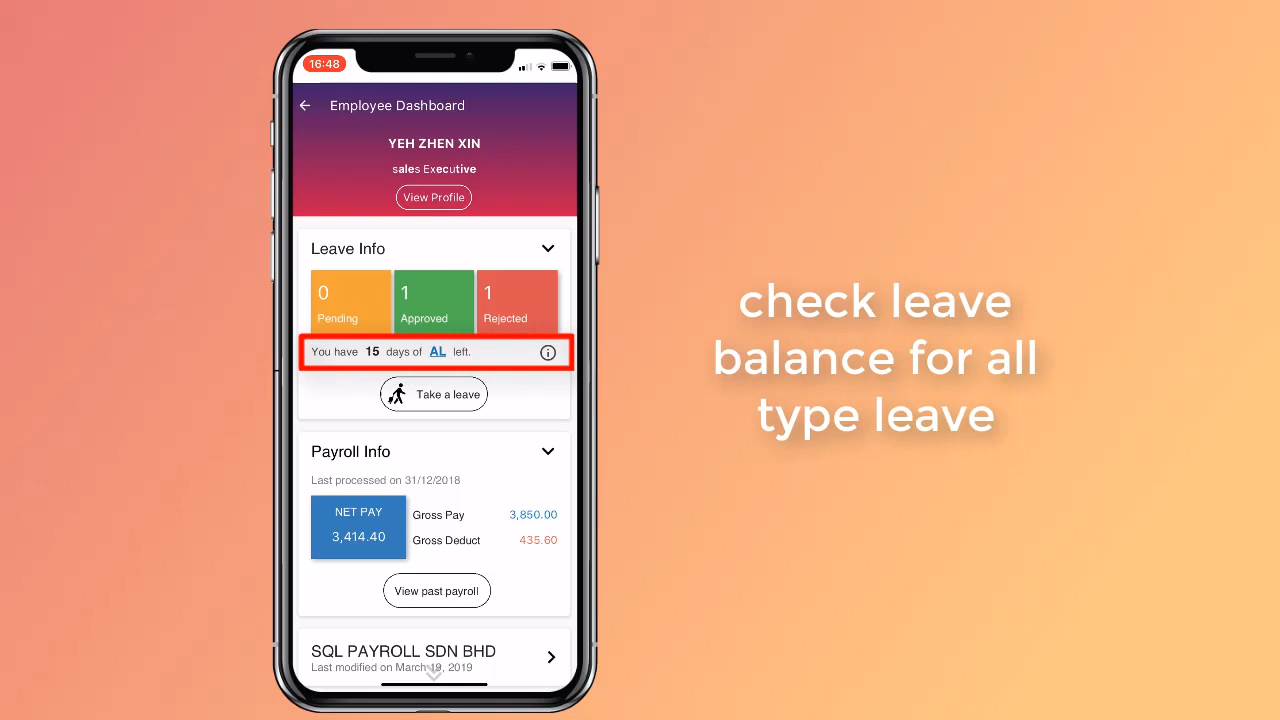 16:48
Employee Dashboard
YEH ZHEN XIN
sales Executive
View Profile
Leave Info
0 1 1
Pending Approved Rejected
You have 15 days of AL left.
Take a leave
Payroll Info
Last processed on 31/12/2018
NET PAY
3,414.40
Gross Pay 3,850.00
Gross Deduct 435.60
View past payroll
SQL PAYROLL SDN BHD
Last modified on March 19, 2019
check leave
balance for all
type leave